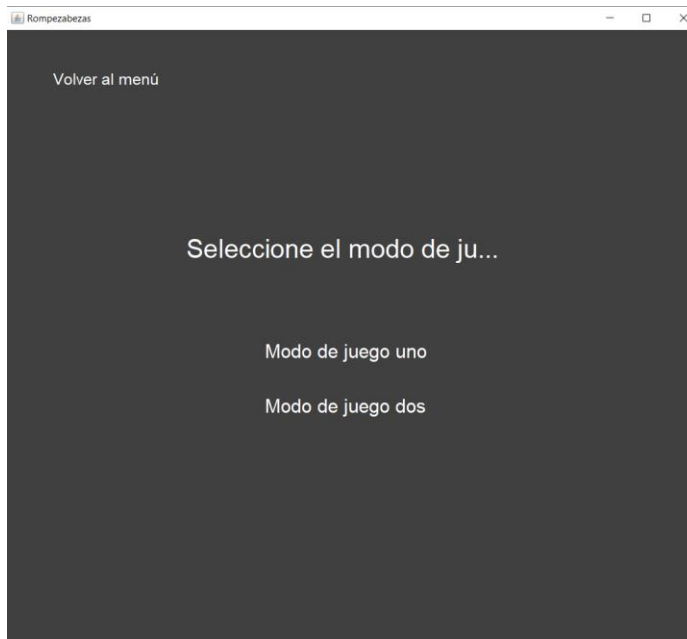 Rompezabezas
Volver al menú
Seleccione el modo de ju...
Modo de juego uno
Modo de juego dos